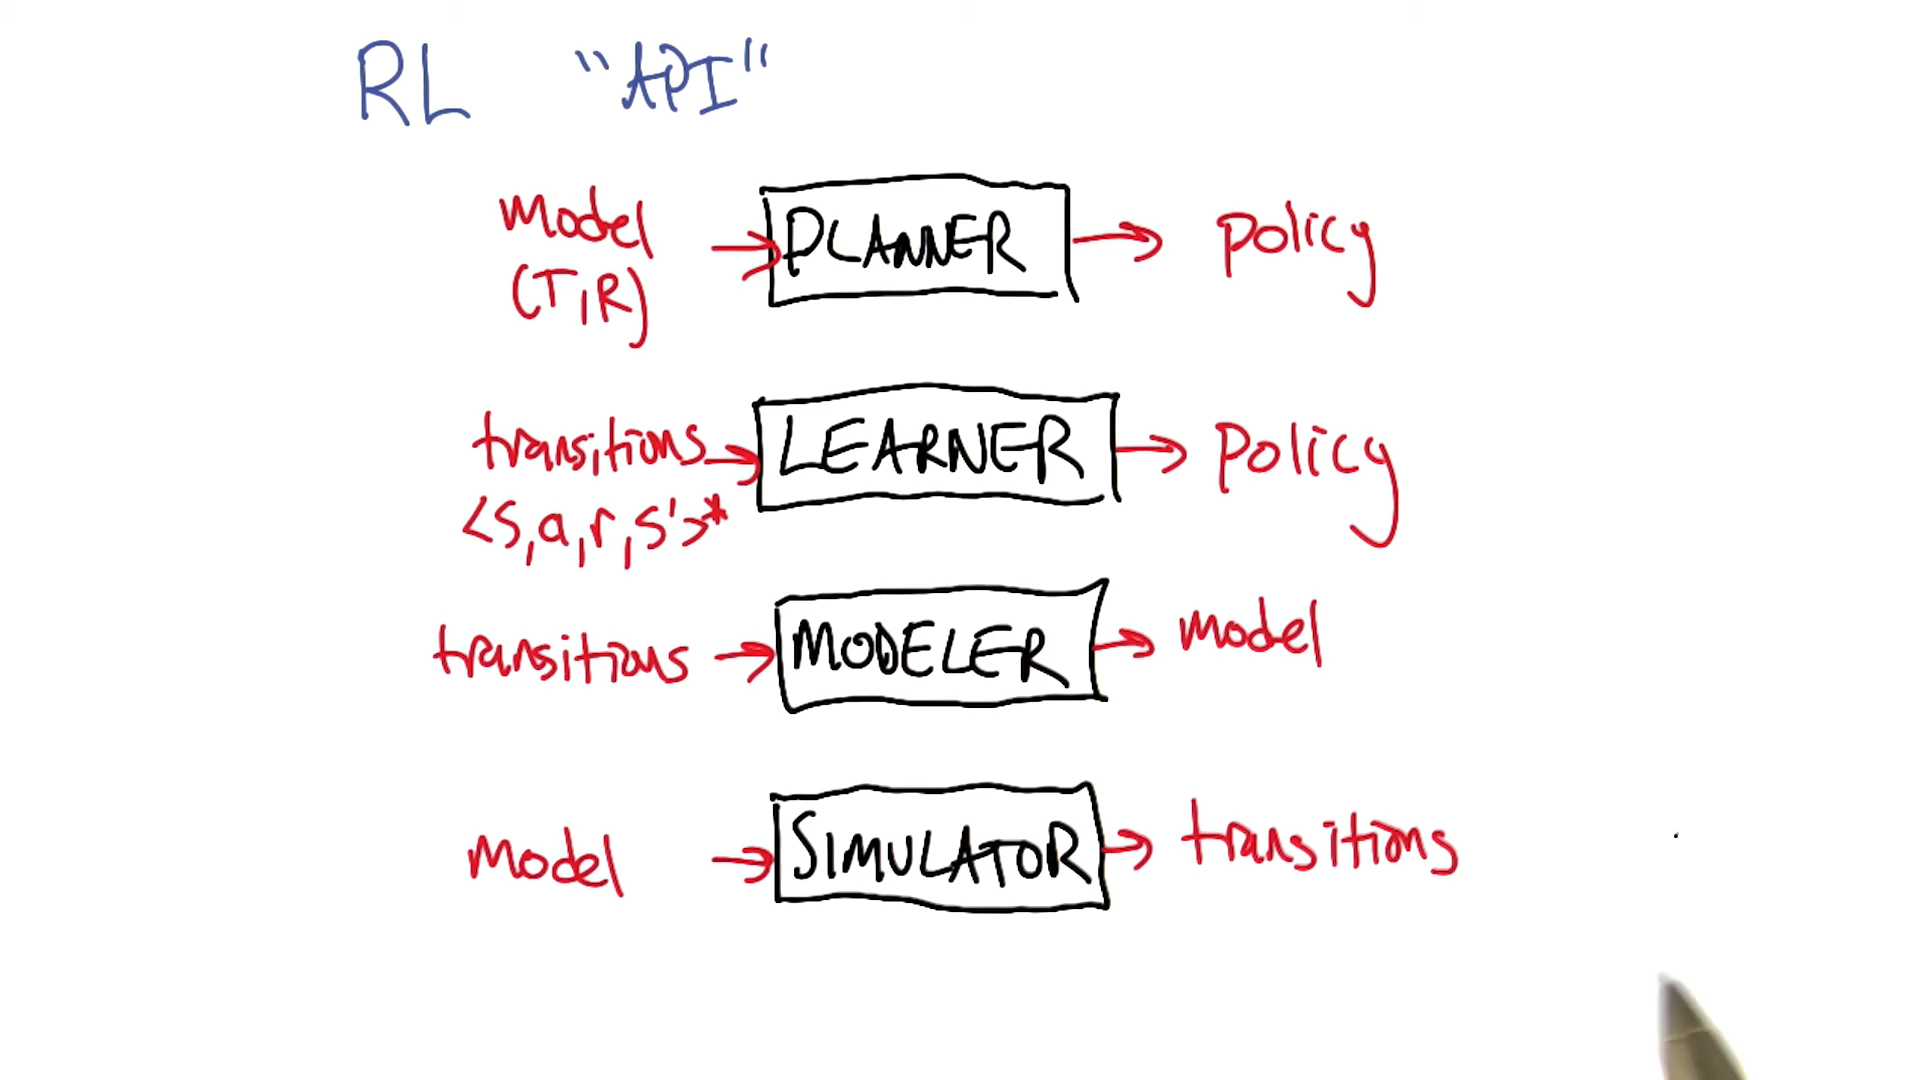 RL "API"
model → PLANNER → policy
(T,R)
transitions → LEARNER → policy
<s,a,r,s'>*
transitions → MODELER → model
model → SIMULATOR → transitions